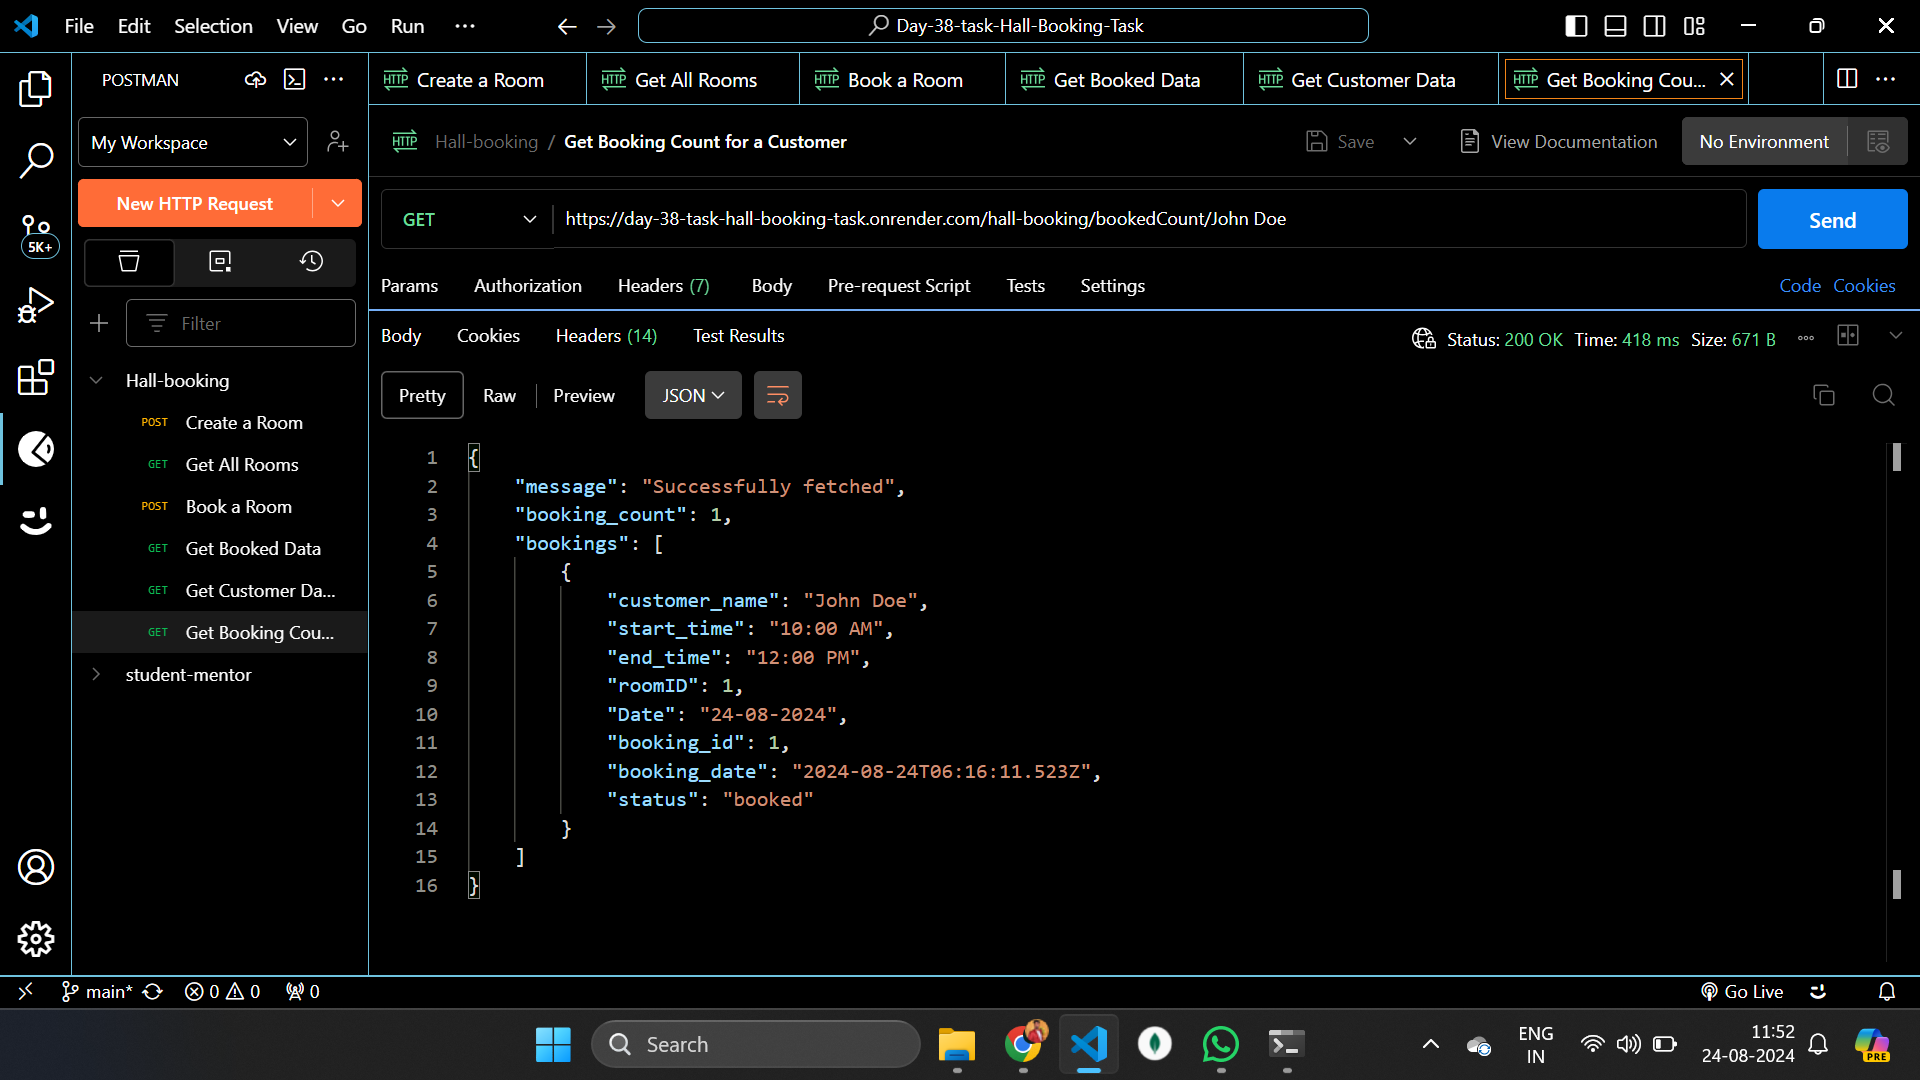 File Edit Selection View Go Run ···
Day-38-task-Hall-Booking-Task
POSTMAN
HTTP Create a Room
HTTP Get All Rooms
HTTP Book a Room
HTTP Get Booked Data
HTTP Get Customer Data
HTTP Get Booking Cou...
My Workspace
HTTP Hall-booking / Get Booking Count for a Customer
Save
View Documentation
No Environment
New HTTP Request
GET
https://day-38-task-hall-booking-task.onrender.com/hall-booking/bookedCount/John Doe
Send
5K+
Params Authorization Headers (7) Body Pre-request Script Tests Settings
Code Cookies
Filter
Body Cookies Headers (14) Test Results
Status: 200 OK Time: 418 ms Size: 671 B
Pretty Raw Preview JSON
Hall-booking
POST Create a Room
GET Get All Rooms
POST Book a Room
GET Get Booked Data
GET Get Customer Da...
GET Get Booking Cou...
student-mentor
1 {
2 "message": "Successfully fetched",
3 "booking_count": 1,
4 "bookings": [
5 {
6 "customer_name": "John Doe",
7 "start_time": "10:00 AM",
8 "end_time": "12:00 PM",
9 "roomID": 1,
10 "Date": "24-08-2024",
11 "booking_id": 1,
12 "booking_date": "2024-08-24T06:16:11.523Z",
13 "status": "booked"
14 }
15 ]
16 }
main* 0 0 0
Go Live
Search
ENG
IN
11:52
24-08-2024
PRE